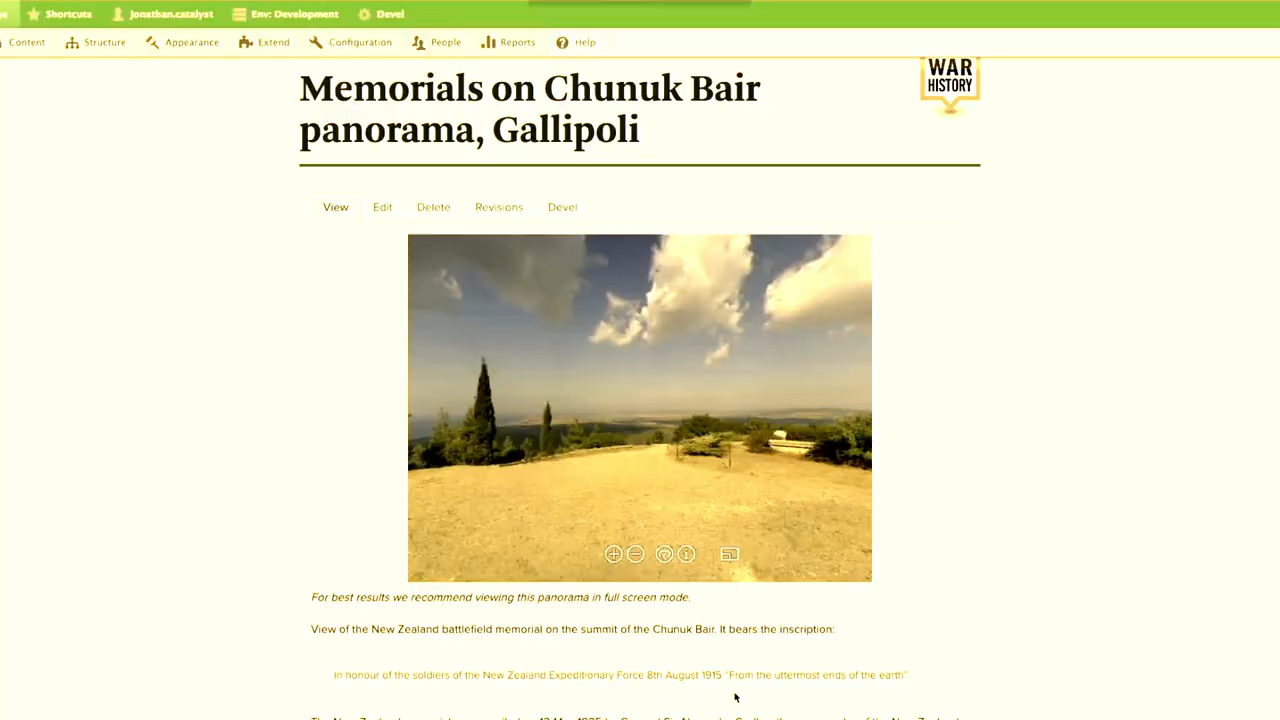 Shortcuts jonathan.catalyst Env: Development Devel
Content Structure Appearance Extend Configuration People Reports Help
WAR
HISTORY
Memorials on Chunuk Bair
panorama, Gallipoli
View Edit Delete Revisions Devel
For best results we recommend viewing this panorama in full screen mode.
View of the New Zealand battlefield memorial on the summit of the Chunuk Bair. It bears the inscription:
In honour of the soldiers of the New Zealand Expeditionary Force 8th August 1915 "From the uttermost ends of the earth"